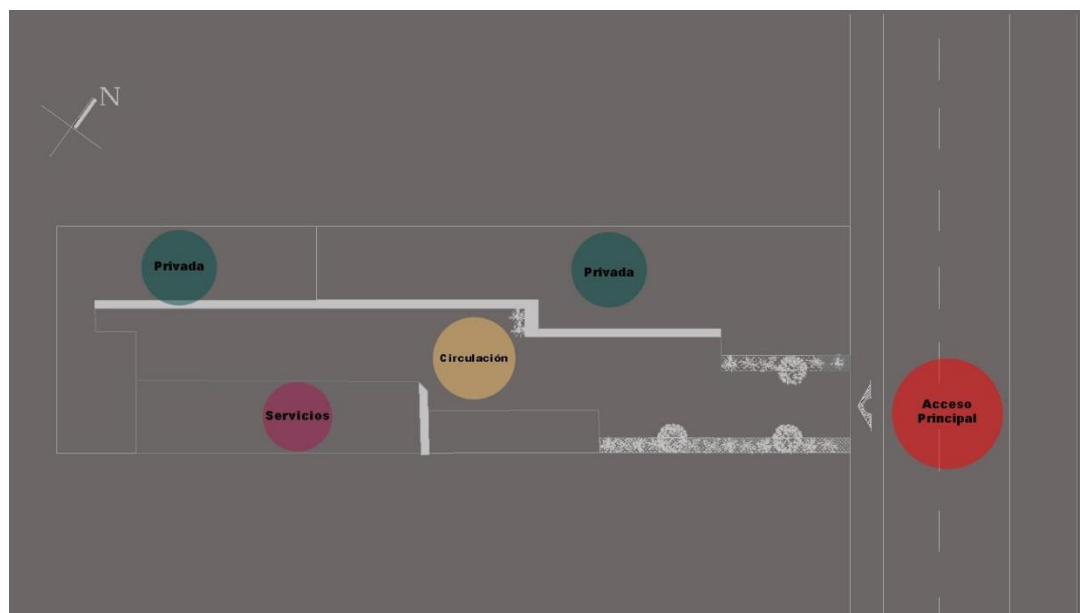 N
Privada
Privada
Circulación
Servicios
Acceso
Principal